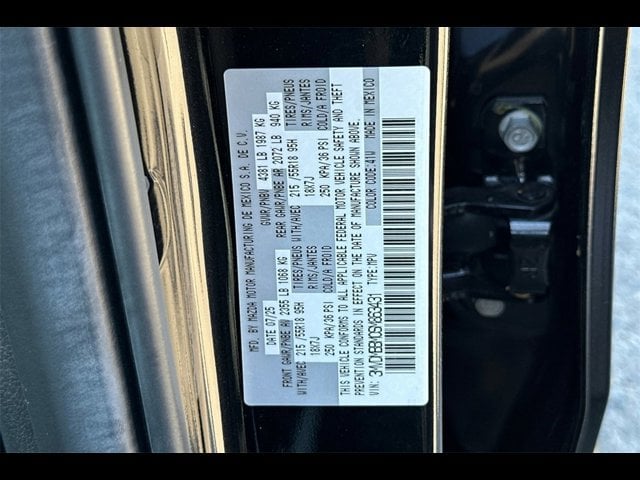 MFD. BY MAZDA MOTOR MANUFACTURING DE MEXICO S.A. DE C.V.
DATE 07/25 GVWR/PNBV 4381 LB 1987 KG
FRONT GAWR/PNBE AV 2355 LB 1068 KG REAR GAWR/PNBE AR 2072 LB 940 KG
WITH/AVEC 215/55R18 95H TIRES/PNEUS WITH/AVEC 215/55R18 95H TIRES/PNEUS
18X7J RIMS/JANTES 18X7J RIMS/JANTES
250 KPA/36 PSI COLD/A FROID 250 KPA/36 PSI COLD/A FROID
THIS VEHICLE CONFORMS TO ALL APPLICABLE FEDERAL MOTOR VEHICLE SAFETY AND THEFT
PREVENTION STANDARDS IN EFFECT ON THE DATE OF MANUFACTURE SHOWN ABOVE.
VIN: TYPE:MPV COLOR MODE:41W MADE IN MEXICO